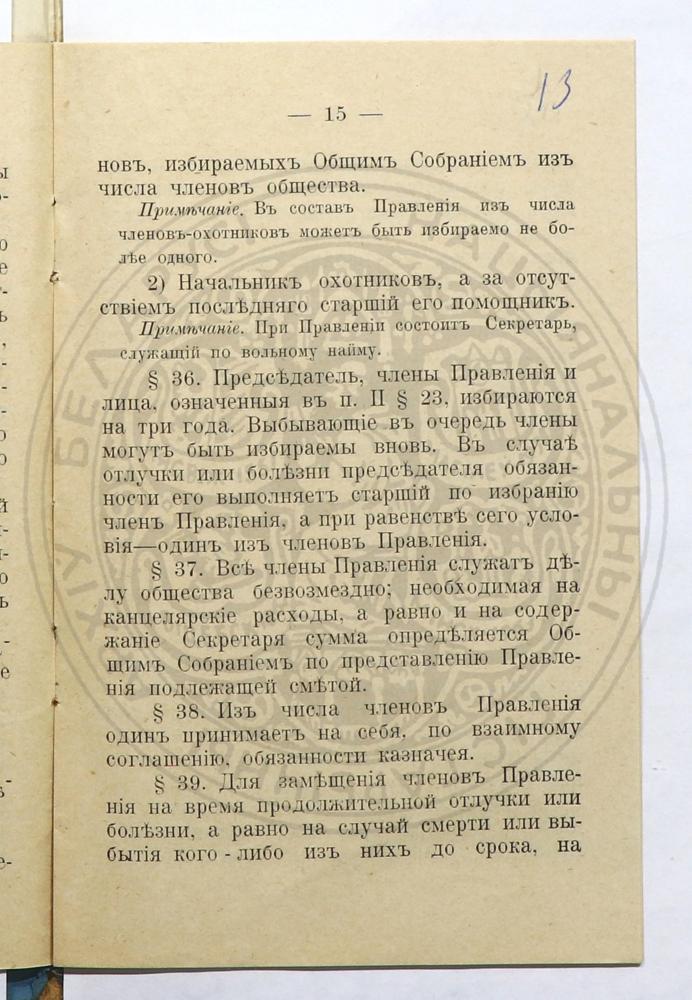 13
— 15 —
новъ, избираемыхъ Общимъ Собраніемъ изъ
числа членовъ общества.
Примѣчаніе. Въ составъ Правленія изъ числа
членовъ-охотниковъ можетъ быть избираемо не бо-
лѣе одного.
2) Начальникъ охотниковъ, а за отсут-
ствіемъ послѣдняго старшій его помощникъ.
Примѣчаніе. При Правленіи состоитъ Секретарь,
служащій по вольному найму.
§ 36. Предсѣдатель, члены Правленія и
лица, означенныя въ п. II § 23, избираются
на три года. Выбывающіе въ очередь члены
могутъ быть избираемы вновь. Въ случаѣ
отлучки или болѣзни предсѣдателя обязан-
ности его выполняетъ старшій по избранію
членъ Правленія, а при равенствѣ сего усло-
вія—одинъ изъ членовъ Правленія.
§ 37. Всѣ члены Правленія служатъ дѣ-
лу общества безвозмездно; необходимая на
канцелярскіе расходы, а равно и на содер-
жаніе Секретаря сумма опредѣляется Об-
щимъ Собраніемъ по представленію Правле-
нія подлежащей смѣтой.
§ 38. Изъ числа членовъ Правленія
одинъ принимаетъ на себя, по взаимному
соглашенію, обязанности казначея.
§ 39. Для замѣщенія членовъ Правле-
нія на время продолжительной отлучки или
болѣзни, а равно на случай смерти или вы-
бытія кого-либо изъ нихъ до срока, на